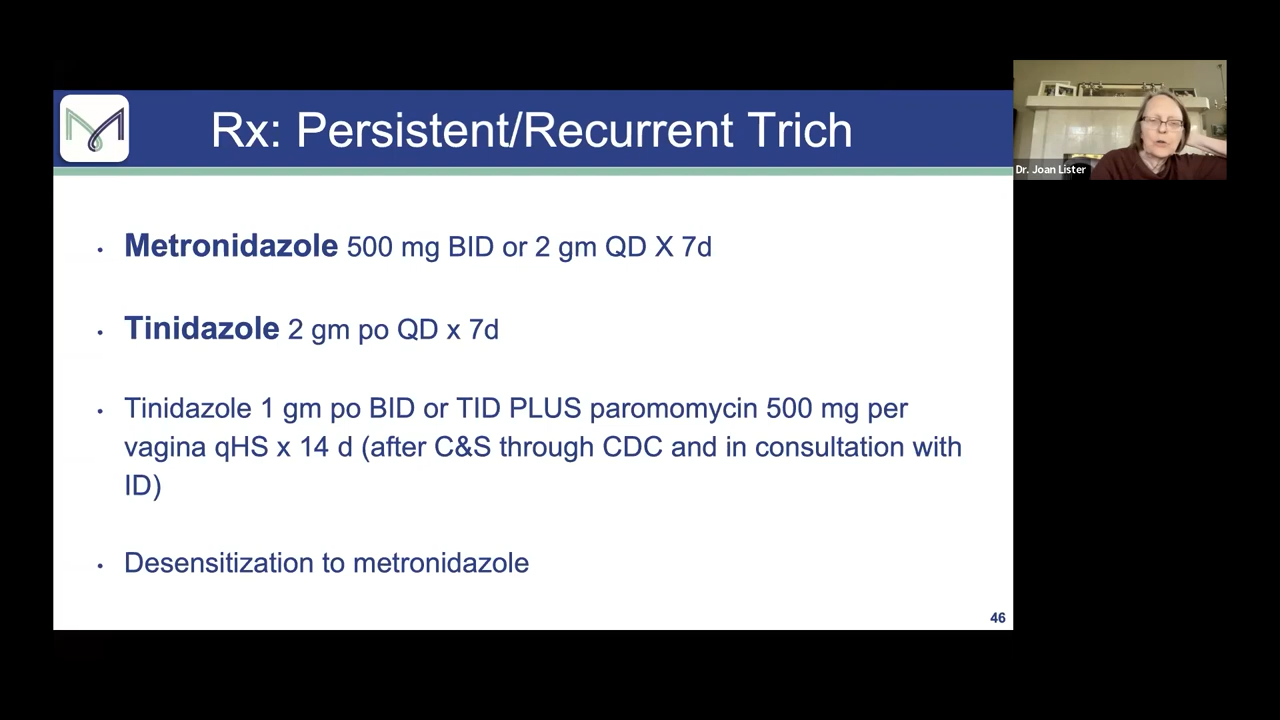 Rx: Persistent/Recurrent Trich
Dr. Joan Lister
• Metronidazole 500 mg BID or 2 gm QD X 7d
• Tinidazole 2 gm po QD x 7d
• Tinidazole 1 gm po BID or TID PLUS paromomycin 500 mg per
vagina qHS x 14 d (after C&S through CDC and in consultation with
ID)
• Desensitization to metronidazole
46